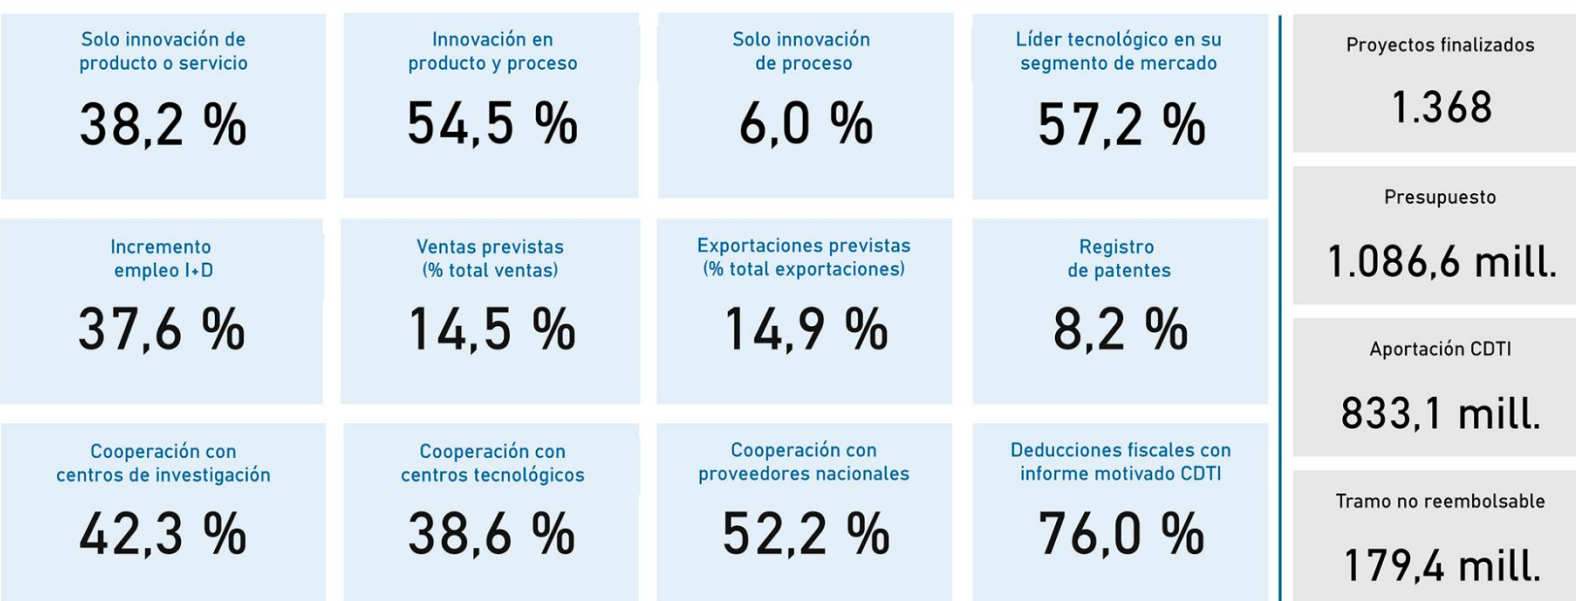 Solo innovación de
producto o servicio
38,2 %
Innovación en
producto y proceso
54,5 %
Solo innovación
de proceso
6,0 %
Líder tecnológico en su
segmento de mercado
57,2 %
Incremento
empleo I+D
37,6 %
Ventas previstas
(% total ventas)
14,5 %
Exportaciones previstas
(% total exportaciones)
14,9 %
Registro
de patentes
8,2 %
Cooperación con
centros de investigación
42,3 %
Cooperación con
centros tecnológicos
38,6 %
Cooperación con
proveedores nacionales
52,2 %
Deducciones fiscales con
informe motivado CDTI
76,0 %
Proyectos finalizados
1.368
Presupuesto
1.086,6 mill.
Aportación CDTI
833,1 mill.
Tramo no reembolsable
179,4 mill.